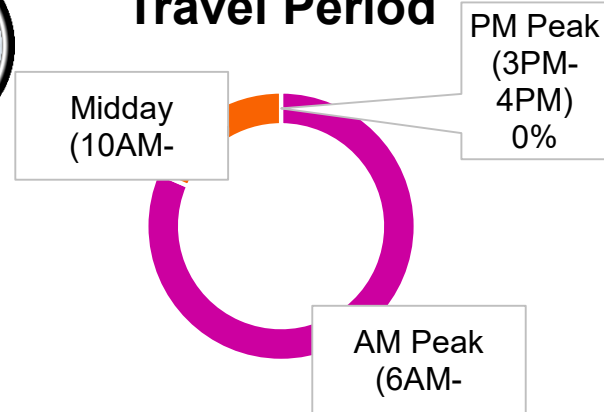 Travel Period
PM Peak
(3PM-
4PM)
0%
Midday
(10AM-
AM Peak
(6AM-